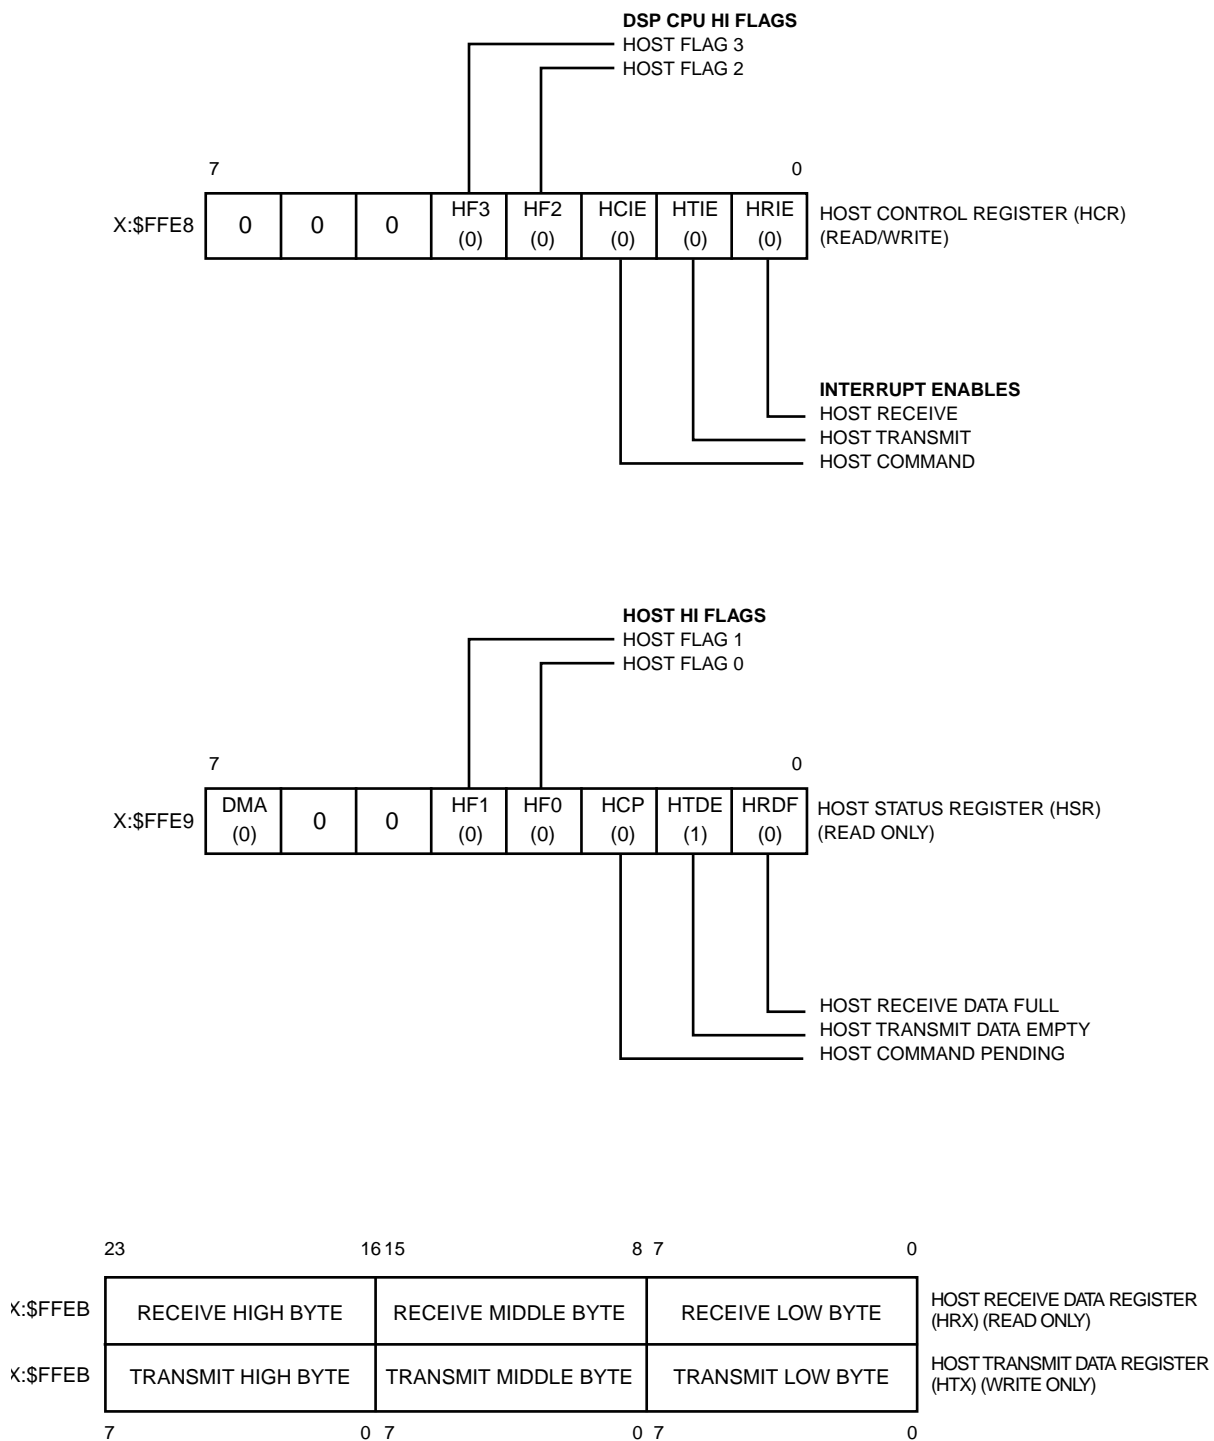 DSP CPU HI FLAGS
HOST FLAG 3
HOST FLAG 2
7 0
X:$FFE8 0 0 0 HF3 HF2 HCIE HTIE HRIE HOST CONTROL REGISTER (HCR)
(0) (0) (0) (0) (0) (READ/WRITE)
INTERRUPT ENABLES
HOST RECEIVE
HOST TRANSMIT
HOST COMMAND
HOST HI FLAGS
HOST FLAG 1
HOST FLAG 0
7 0
X:$FFE9 DMA 0 0 HF1 HF0 HCP HTDE HRDF HOST STATUS REGISTER (HSR)
(0) (0) (0) (0) (1) (0) (READ ONLY)
HOST RECEIVE DATA FULL
HOST TRANSMIT DATA EMPTY
HOST COMMAND PENDING
23 16 15 8 7 0
X:$FFEB RECEIVE HIGH BYTE RECEIVE MIDDLE BYTE RECEIVE LOW BYTE HOST RECEIVE DATA REGISTER
(HRX) (READ ONLY)
X:$FFEB TRANSMIT HIGH BYTE TRANSMIT MIDDLE BYTE TRANSMIT LOW BYTE HOST TRANSMIT DATA REGISTER
(HTX) (WRITE ONLY)
7 0 7 0 7 0